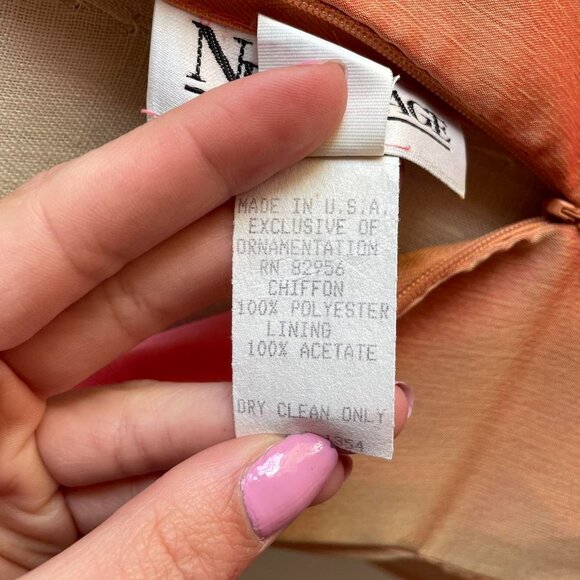 MADE IN U.S.A.
EXCLUSIVE OF
ORNAMENTATION
RN 82956
CHIFFON
100% POLYESTER
LINING
100% ACETATE
DRY CLEAN ONLY